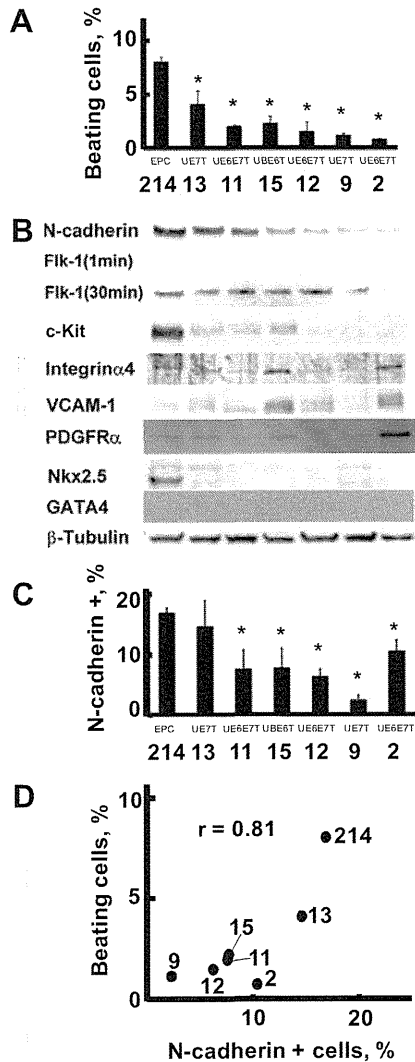 A
Beating cells, %
10
5
0
* * * * * *
EPC UE7T UE6E7T UBE6T UE6E7T UE7T UE6E7T
214 13 11 15 12 9 2
B
N-cadherin
Flk-1(1min)
Flk-1(30min)
c-Kit
Integrinα4
VCAM-1
PDGFRα
Nkx2.5
GATA4
β-Tubulin
C
N-cadherin +, %
20
10
0
* * * * *
EPC UE7T UE6E7T UBE6T UE6E7T UE7T UE6E7T
214 13 11 15 12 9 2
D
Beating cells, %
10
5
0
r = 0.81
214
13
15
11
9
12
2
10 20
N-cadherin + cells, %